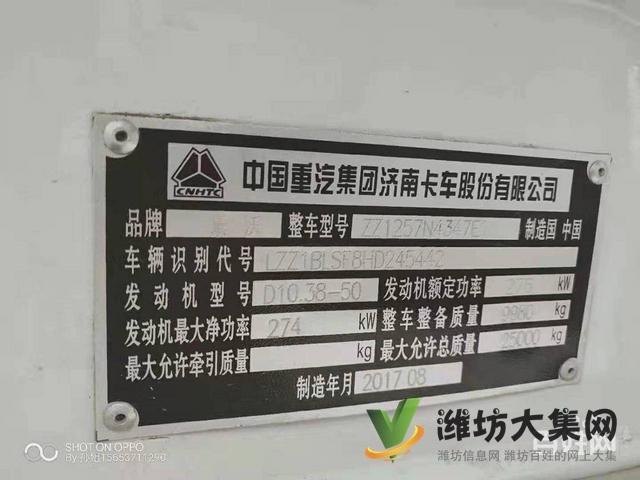 CNHTC 中国重汽集团济南卡车股份有限公司
品牌 豪沃 整车型号 ZZ1257N4347E 制造国 中国
车辆识别代号 LZZ1BLSF8HD245442
发动机型号 D10.38-50 发动机额定功率 276 kW
发动机最大净功率 274 kW 整车整备质量 9980 kg
最大允许牵引质量 kg 最大允许总质量 25000 kg
制造年月 2017 08
SHOT ON OPPO
潍坊大集网
潍坊信息网 潍坊百姓的网上大集